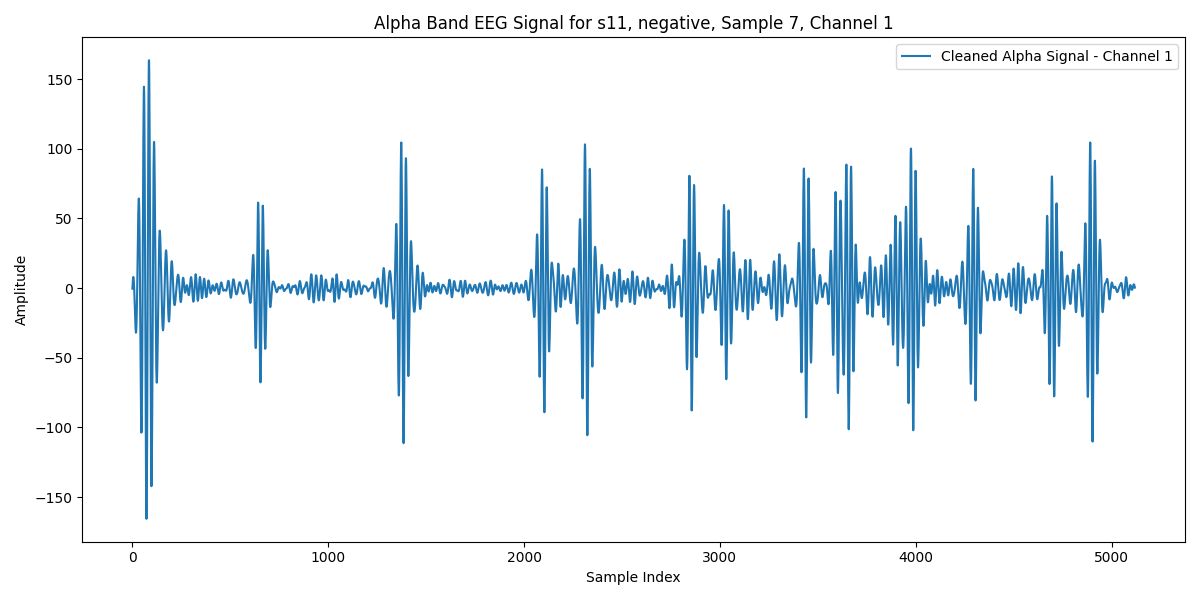 Alpha Band EEG Signal for s11, negative, Sample 7, Channel 1
Cleaned Alpha Signal - Channel 1
Amplitude
150
100
50
0
−50
−100
−150
0 1000 2000 3000 4000 5000
Sample Index